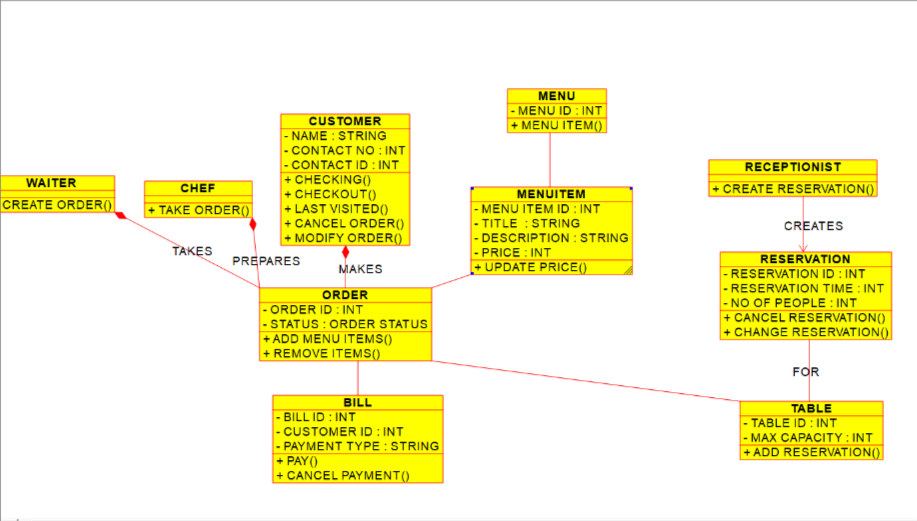 MENU
- MENU ID : INT
+ MENU ITEM()
CUSTOMER
- NAME : STRING
- CONTACT NO : INT
- CONTACT ID : INT
+ CHECKING()
+ CHECKOUT()
+ LAST VISITED()
+ CANCEL ORDER()
+ MODIFY ORDER()
RECEPTIONIST
+ CREATE RESERVATION()
WAITER
CREATE ORDER()
CHEF
+ TAKE ORDER()
MENUITEM
- MENU ITEM ID : INT
- TITLE : STRING
- DESCRIPTION : STRING
- PRICE : INT
+ UPDATE PRICE()
CREATES
TAKES
PREPARES
MAKES
RESERVATION
- RESERVATION ID : INT
- RESERVATION TIME : INT
- NO OF PEOPLE : INT
+ CANCEL RESERVATION()
+ CHANGE RESERVATION()
ORDER
- ORDER ID : INT
- STATUS : ORDER STATUS
+ ADD MENU ITEMS()
+ REMOVE ITEMS()
FOR
BILL
- BILL ID : INT
- CUSTOMER ID : INT
- PAYMENT TYPE : STRING
+ PAY()
+ CANCEL PAYMENT()
TABLE
- TABLE ID : INT
- MAX CAPACITY : INT
+ ADD RESERVATION()